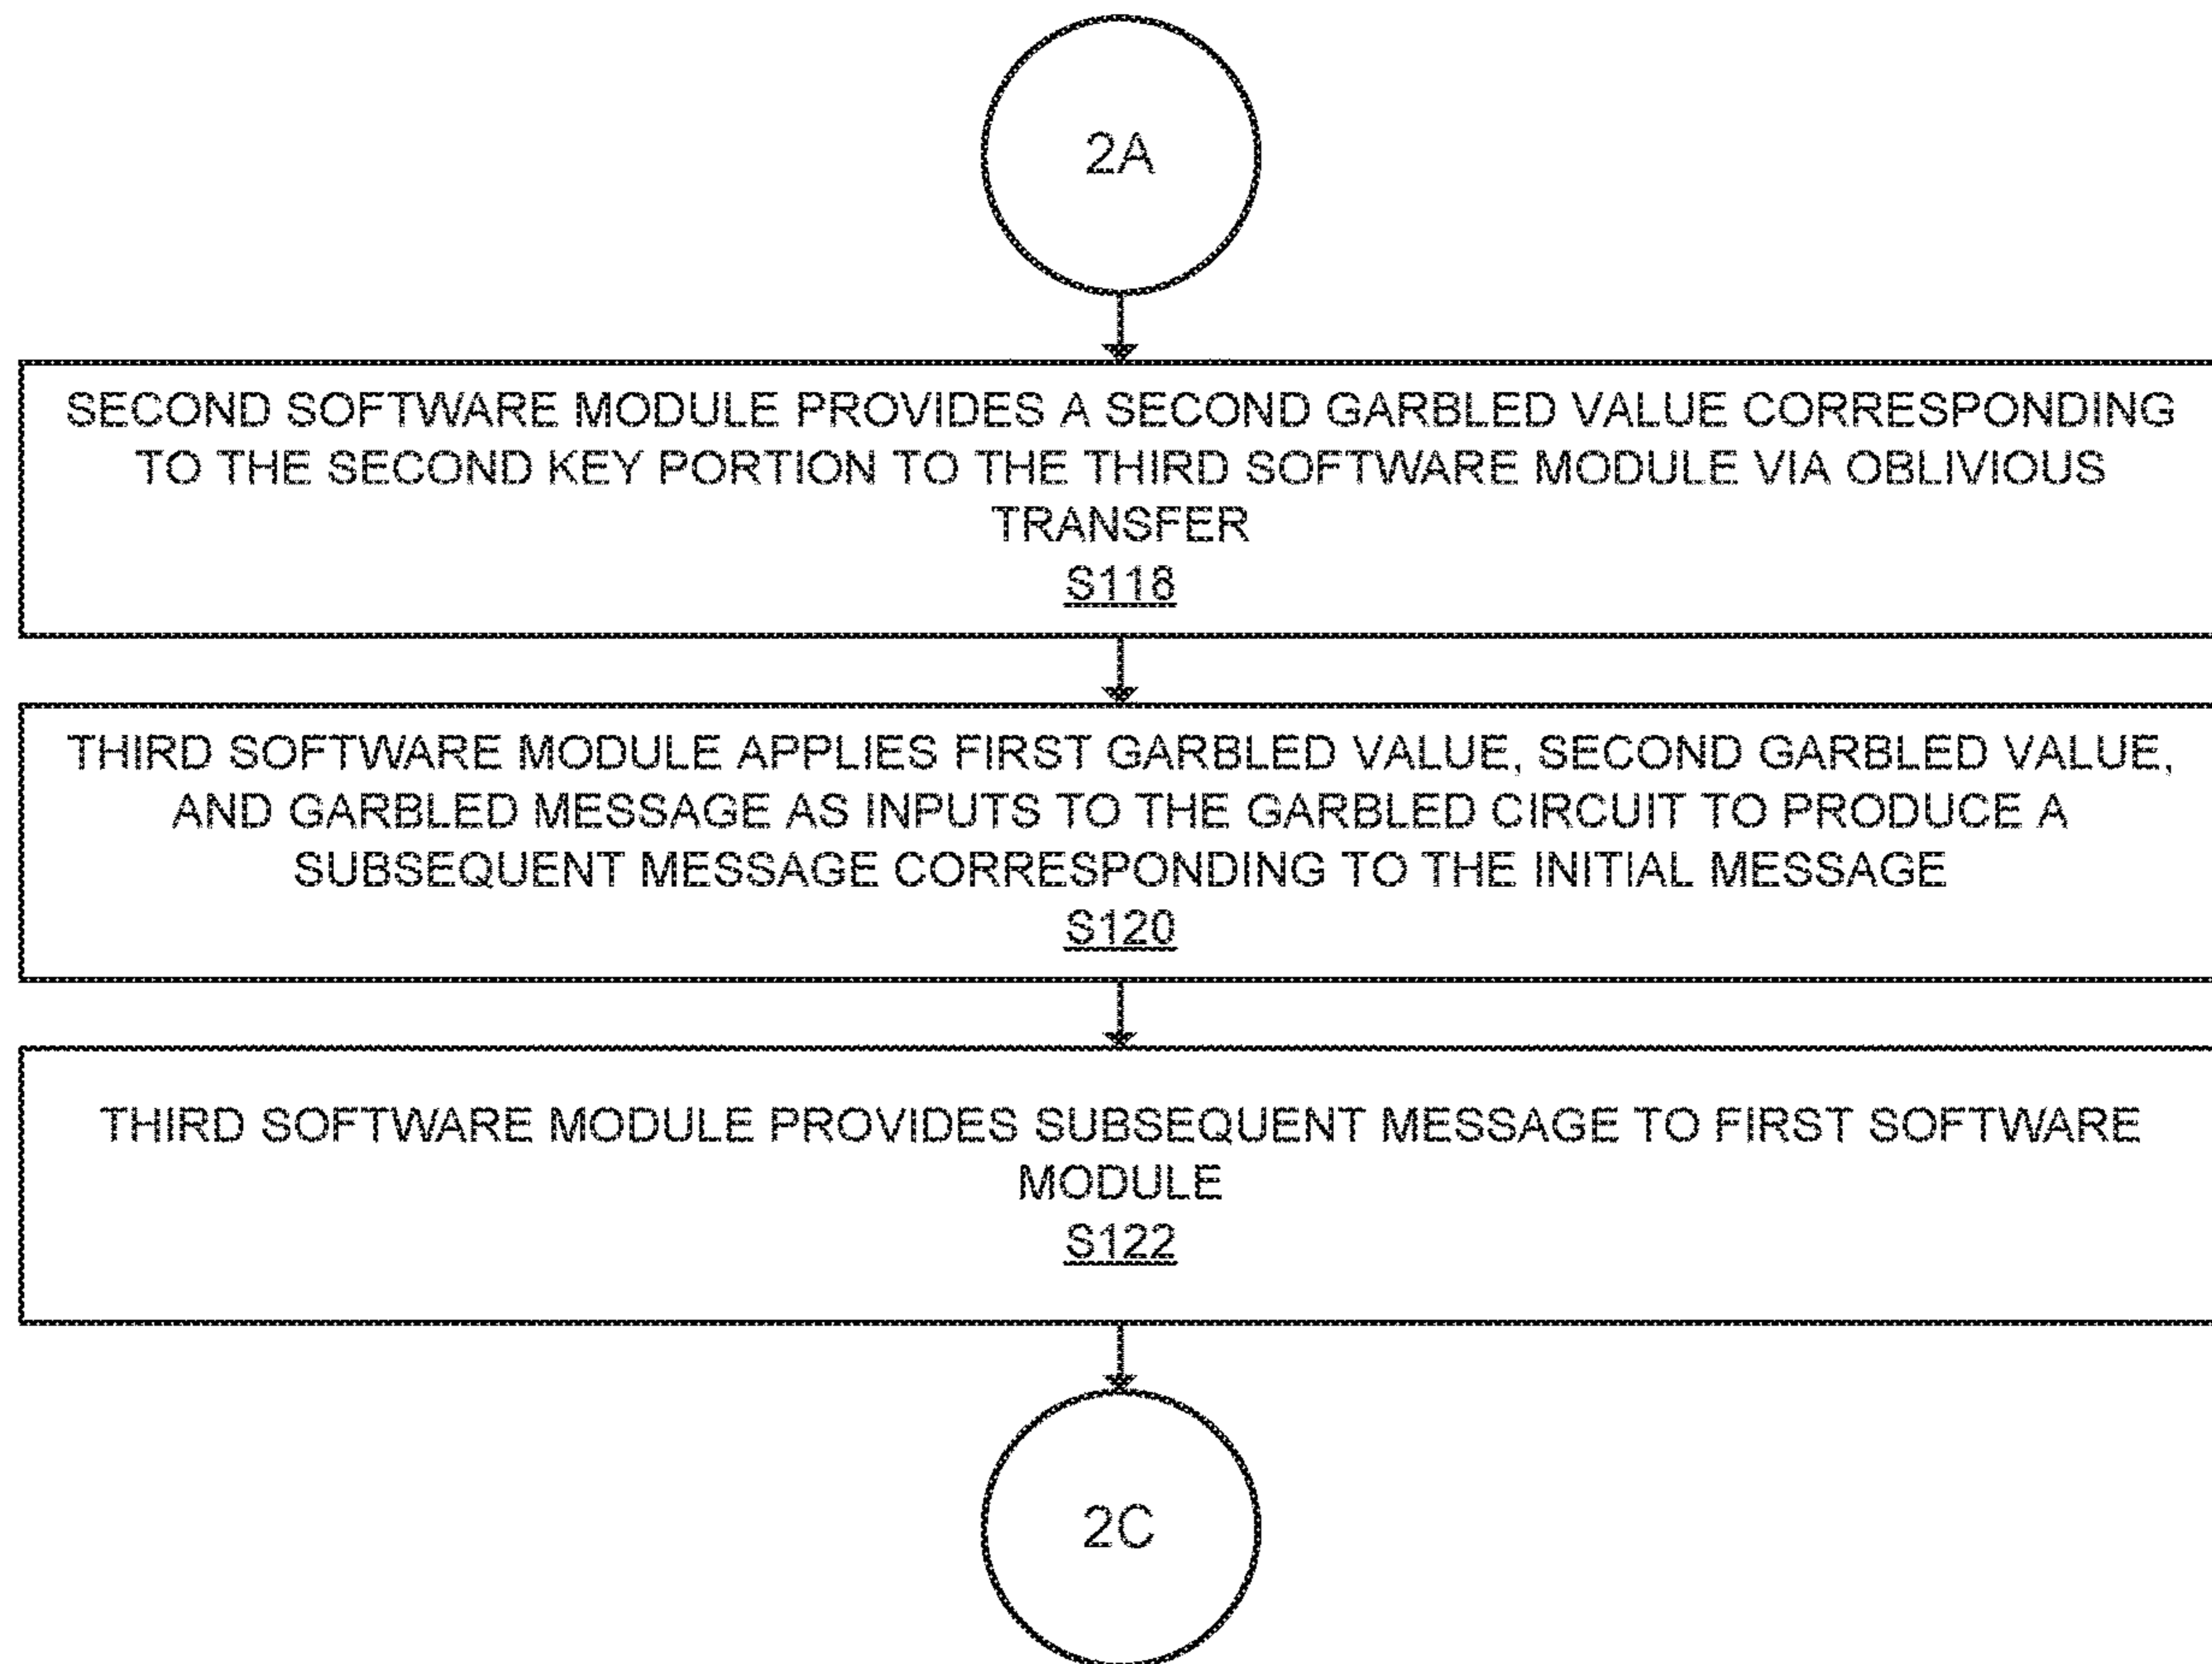 2A
SECOND SOFTWARE MODULE PROVIDES A SECOND GARBLED VALUE CORRESPONDING
TO THE SECOND KEY PORTION TO THE THIRD SOFTWARE MODULE VIA OBLIVIOUS
TRANSFER
S118
THIRD SOFTWARE MODULE APPLIES FIRST GARBLED VALUE, SECOND GARBLED VALUE,
AND GARBLED MESSAGE AS INPUTS TO THE GARBLED CIRCUIT TO PRODUCE A
SUBSEQUENT MESSAGE CORRESPONDING TO THE INITIAL MESSAGE
S120
THIRD SOFTWARE MODULE PROVIDES SUBSEQUENT MESSAGE TO FIRST SOFTWARE
MODULE
S122
2C